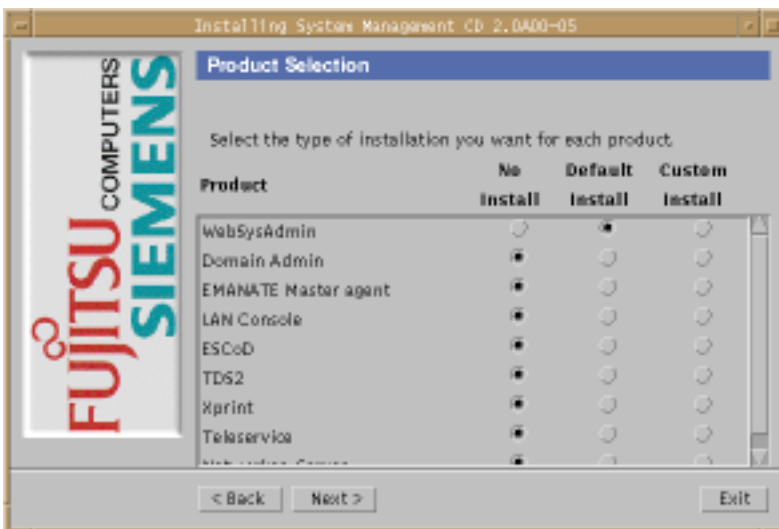 Installing System Management CD 2.0A00-05
FUJITSU COMPUTERS
SIEMENS
Product Selection
Select the type of installation you want for each product.
Product
No Install
Default Install
Custom Install
WebSysAdmin
Domain Admin
EMANATE Master agent
LAN Console
ESCoD
TDS2
Xprint
Teleservice
< Back
Next >
Exit